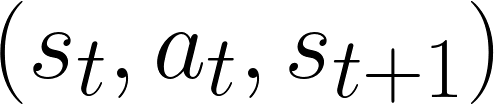 (s_t, a_t, s_{t+1})